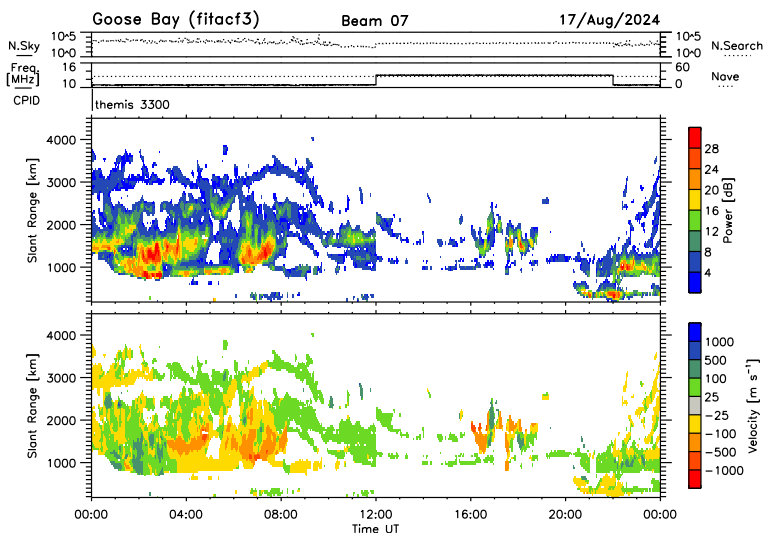 Goose Bay (fitacf3) Beam 07 17/Aug/2024
N.Sky 10^5 10^0 10^5 10^0 N.Search
Freq. [MHz] 16 10 60 0 Nave
CPID themis 3300
Slant Range [km]
4000
3000
2000
1000
Power [dB]
28
24
20
16
12
8
4
Slant Range [km]
4000
3000
2000
1000
Velocity [m s⁻¹]
1000
500
100
25
−25
−100
−500
−1000
00:00 04:00 08:00 12:00 16:00 20:00 00:00
Time UT